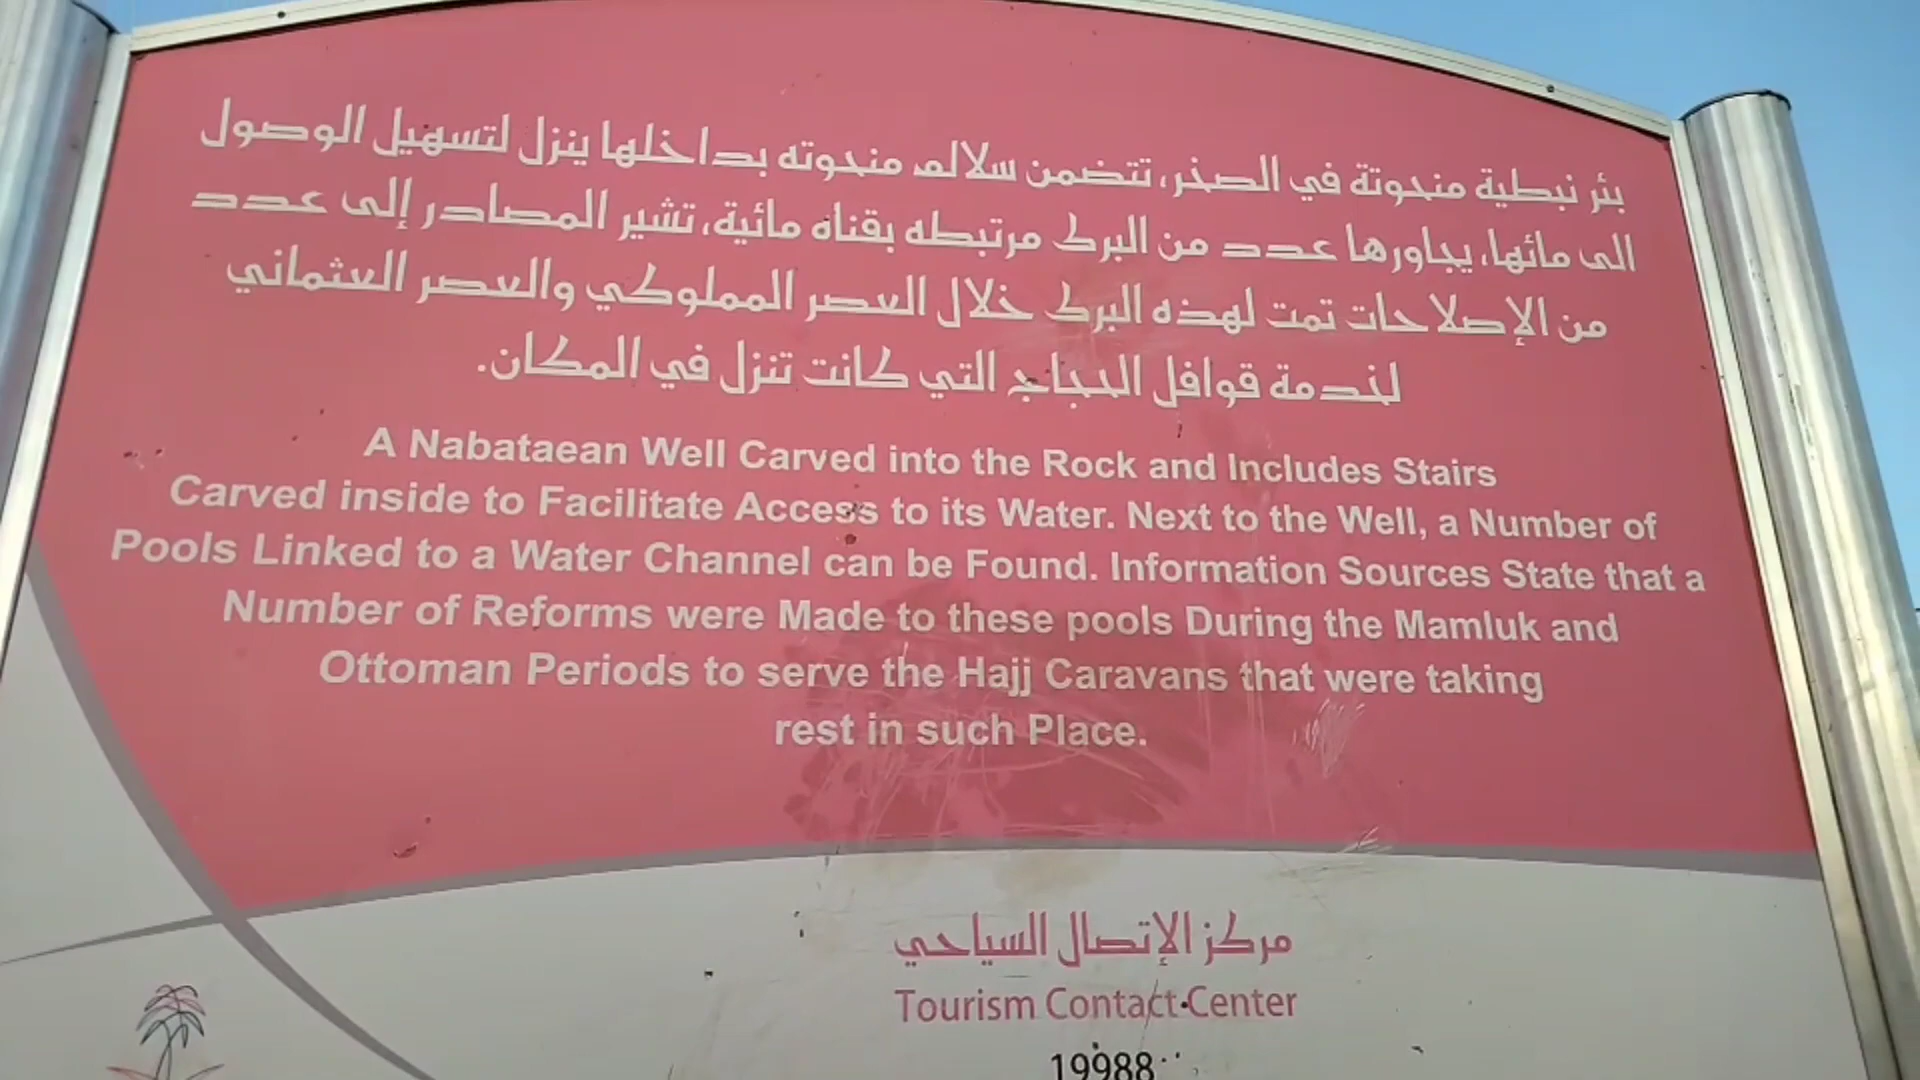 بئر نبطية منحوتة في الصخر، تتضمن سلالم منحوته بداخلها ينزل لتسهيل الوصول
الى مائها، يجاورها عدد من البرك مرتبطه بقناه مائية، تشير المصادر إلى عدد
من الإصلاحات تمت لهذه البرك خلال العصر المملوكي والعصر العثماني
لخدمة قوافل الحجاج التي كانت تنزل في المكان.
A Nabataean Well Carved into the Rock and Includes Stairs
Carved inside to Facilitate Access to its Water. Next to the Well, a Number of
Pools Linked to a Water Channel can be Found. Information Sources State that a
Number of Reforms were Made to these pools During the Mamluk and
Ottoman Periods to serve the Hajj Caravans that were taking
rest in such Place.
مركز الإتصال السياحي
Tourism Contact Center
19988